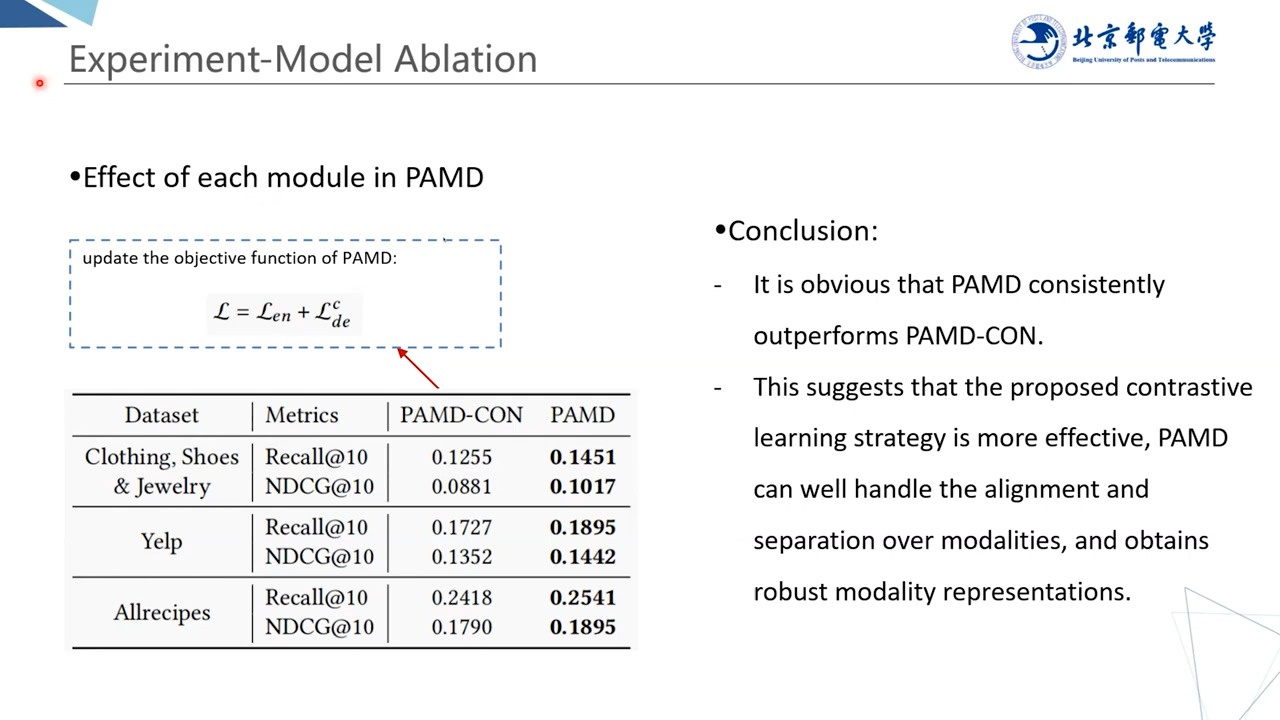 Experiment-Model Ablation
北京郵電大學
Beijing University of Posts and Telecommunications
•Effect of each module in PAMD
update the objective function of PAMD:
ℒ = ℒ_en + ℒ^c_de
Dataset Metrics PAMD-CON PAMD
Clothing, Shoes Recall@10 0.1255 0.1451
& Jewelry NDCG@10 0.0881 0.1017
Yelp Recall@10 0.1727 0.1895
NDCG@10 0.1352 0.1442
Allrecipes Recall@10 0.2418 0.2541
NDCG@10 0.1790 0.1895
•Conclusion:
- It is obvious that PAMD consistently
outperforms PAMD-CON.
- This suggests that the proposed contrastive
learning strategy is more effective, PAMD
can well handle the alignment and
separation over modalities, and obtains
robust modality representations.